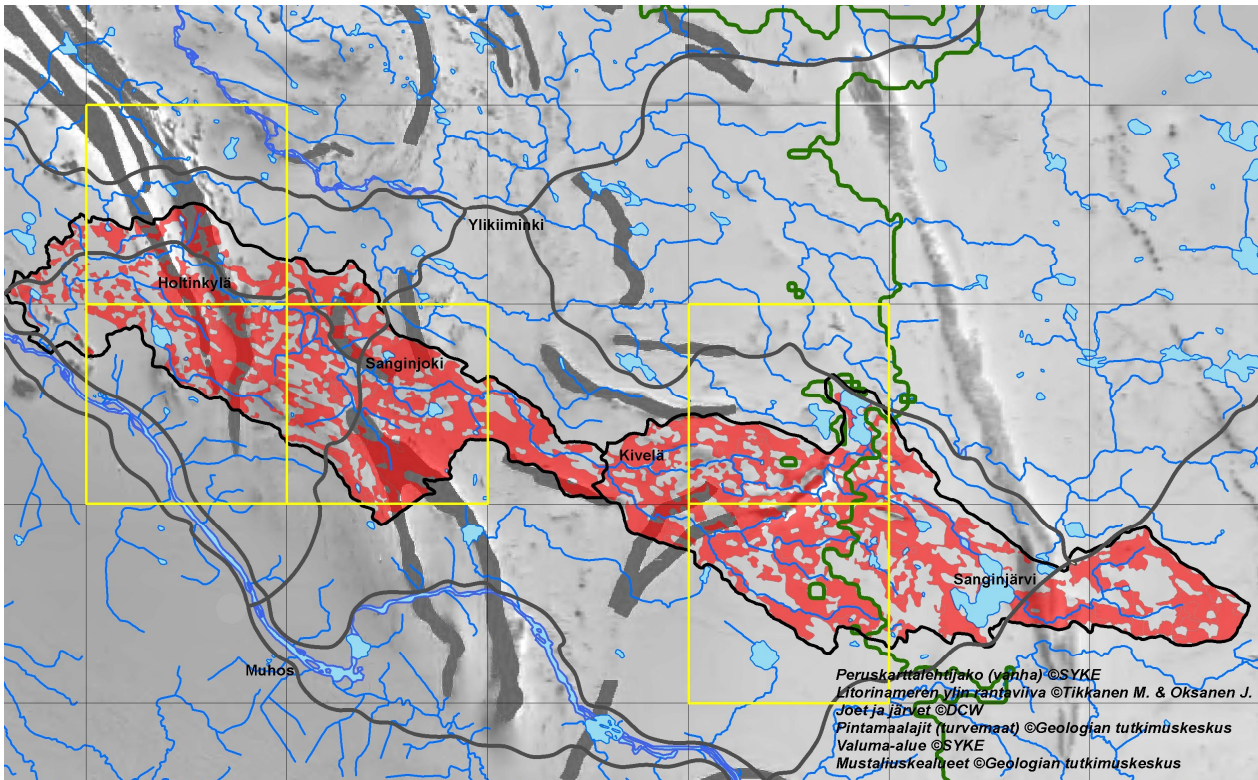 Ylikiiminki
Holtinkylä
Sanginjoki
Kivelä
Sanginjärvi
Muhos
Peruskarttalehtijako (vanha) ©SYKE
Litorinameren ylin rantaviiva ©Tikkanen M. & Oksanen J.
Joet ja järvet ©DCW
Pintamaalajit (turvemaat) ©Geologian tutkimuskeskus
Valuma-alue ©SYKE
Mustaliuskealueet ©Geologian tutkimuskeskus